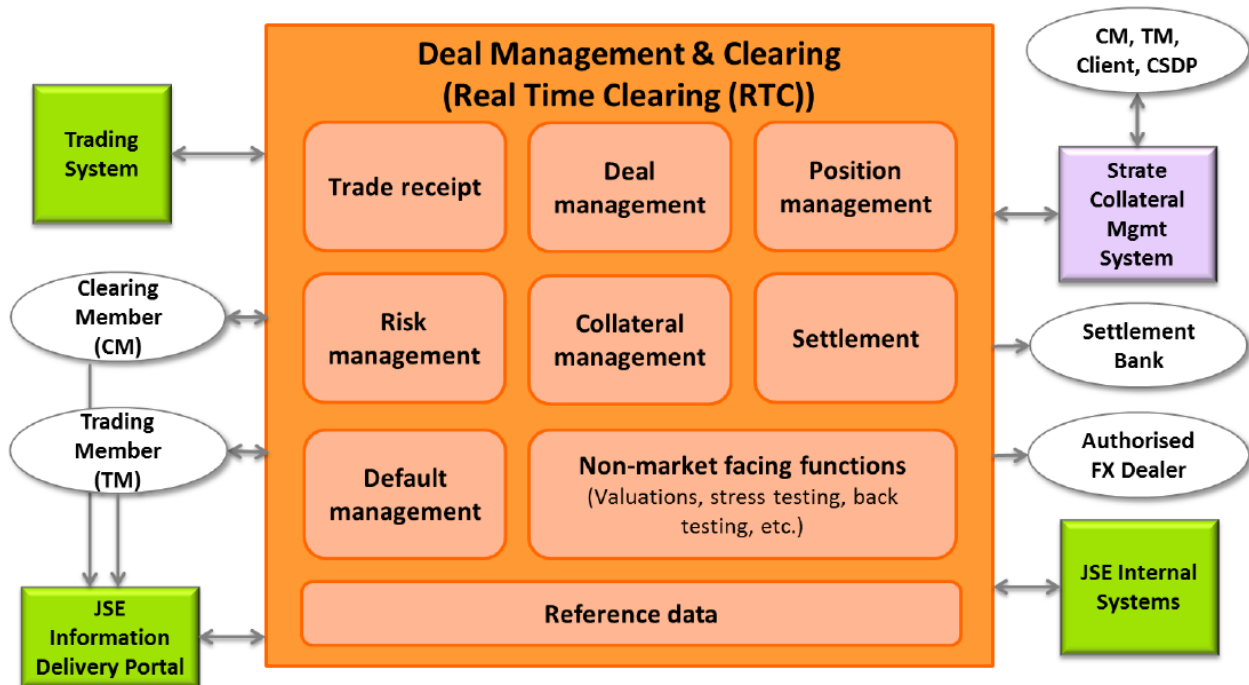 Deal Management & Clearing
(Real Time Clearing (RTC))
Trading
System
Clearing
Member
(CM)
Trading
Member
(TM)
JSE
Information
Delivery Portal
Trade receipt
Deal
management
Position
management
Risk
management
Collateral
management
Settlement
Default
management
Non-market facing functions
(Valuations, stress testing, back
testing, etc.)
Reference data
CM, TM,
Client, CSDP
Strate
Collateral
Mgmt
System
Settlement
Bank
Authorised
FX Dealer
JSE Internal
Systems